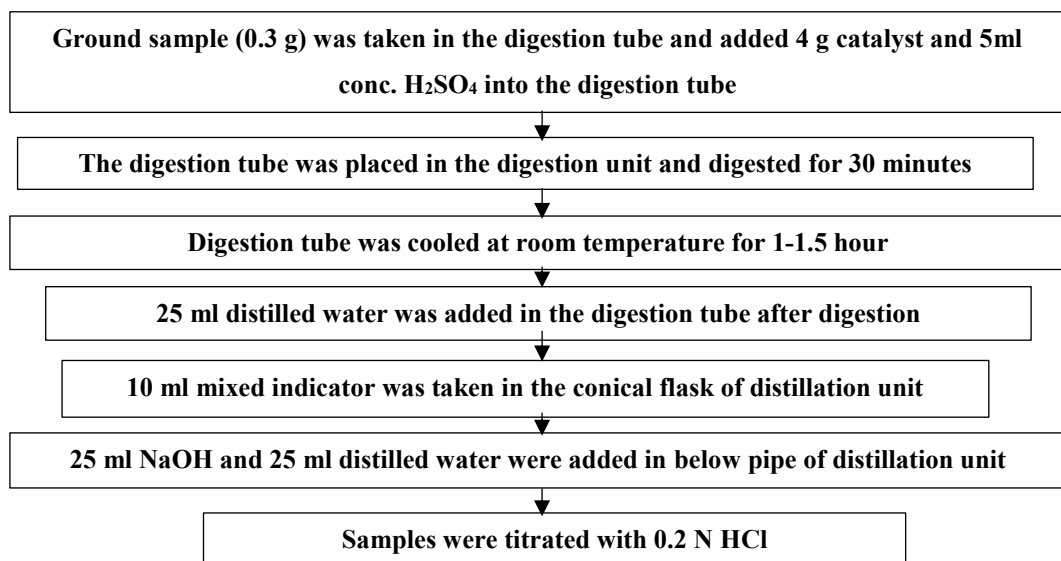 Ground sample (0.3 g) was taken in the digestion tube and added 4 g catalyst and 5ml
conc. H₂SO₄ into the digestion tube
The digestion tube was placed in the digestion unit and digested for 30 minutes
Digestion tube was cooled at room temperature for 1-1.5 hour
25 ml distilled water was added in the digestion tube after digestion
10 ml mixed indicator was taken in the conical flask of distillation unit
25 ml NaOH and 25 ml distilled water were added in below pipe of distillation unit
Samples were titrated with 0.2 N HCl